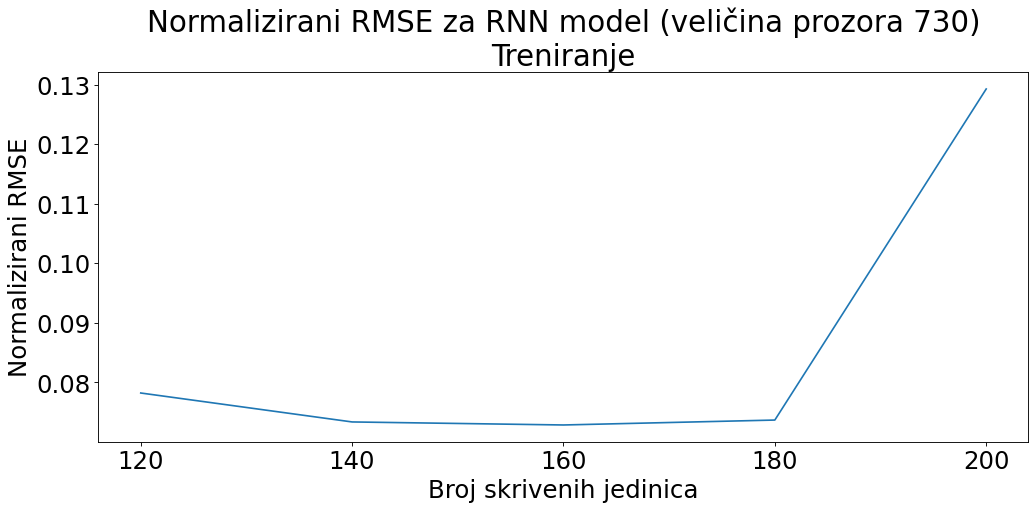 Normalizirani RMSE za RNN model (veličina prozora 730)
Treniranje
Normalizirani RMSE
0.13
0.12
0.11
0.10
0.09
0.08
120 140 160 180 200
Broj skrivenih jedinica